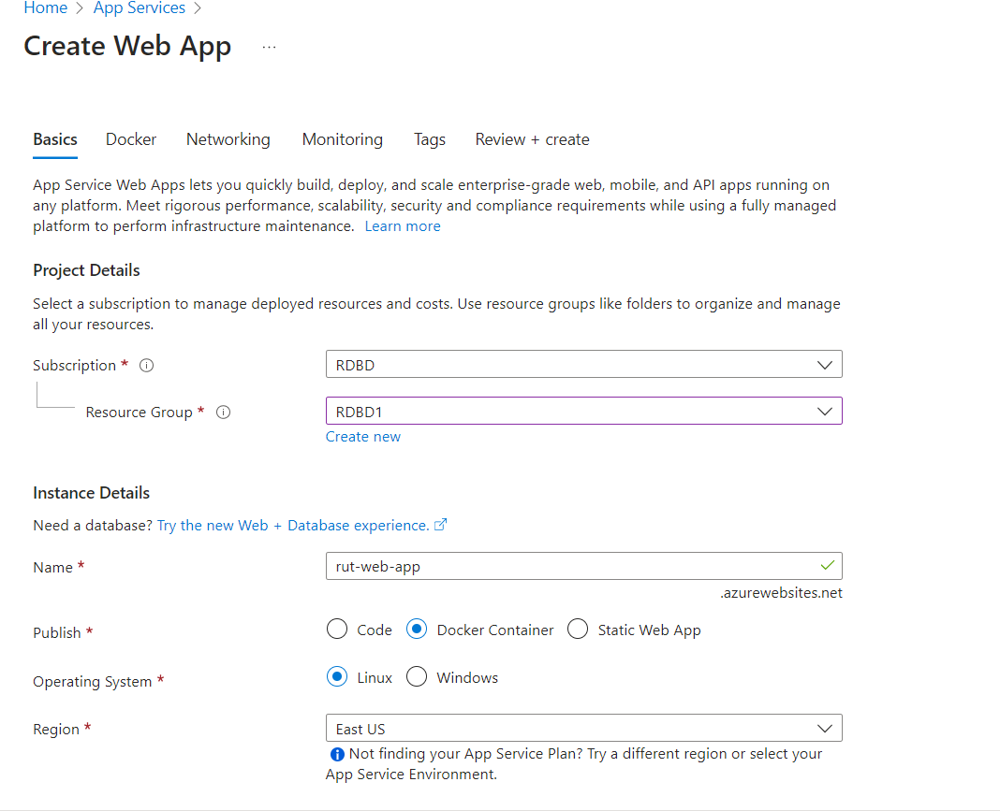 Home > App Services >
Create Web App ...
Basics Docker Networking Monitoring Tags Review + create
App Service Web Apps lets you quickly build, deploy, and scale enterprise-grade web, mobile, and API apps running on
any platform. Meet rigorous performance, scalability, security and compliance requirements while using a fully managed
platform to perform infrastructure maintenance. Learn more
Project Details
Select a subscription to manage deployed resources and costs. Use resource groups like folders to organize and manage
all your resources.
Subscription * RDBD
Resource Group * RDBD1
Create new
Instance Details
Need a database? Try the new Web + Database experience.
Name * rut-web-app
.azurewebsites.net
Publish * Code Docker Container Static Web App
Operating System * Linux Windows
Region * East US
Not finding your App Service Plan? Try a different region or select your
App Service Environment.